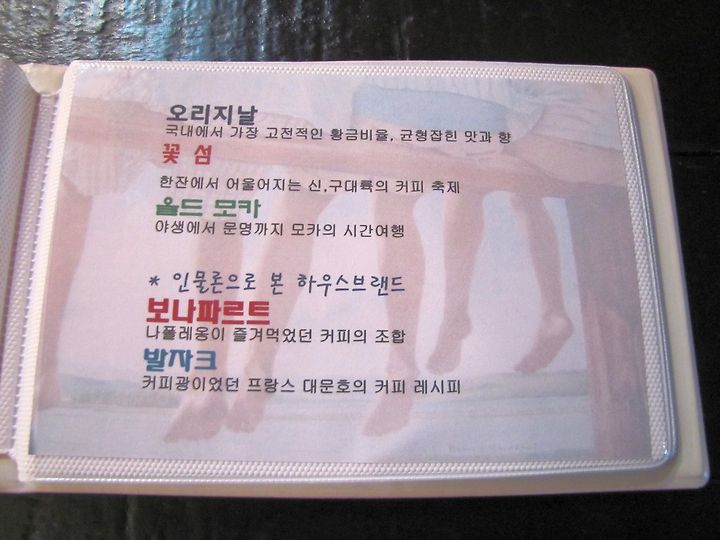 오리지날
국내에서 가장 고전적인 황금비율, 균형잡힌 맛과 향
꽃 섬
한잔에서 어울어지는 신,구대륙의 커피 축제
올드 모카
야생에서 문명까지 모카의 시간여행
* 인물론으로 본 하우스브랜드
보나파르트
나폴레옹이 즐겨먹었던 커피의 조합
발자크
커피광이었던 프랑스 대문호의 커피 레시피